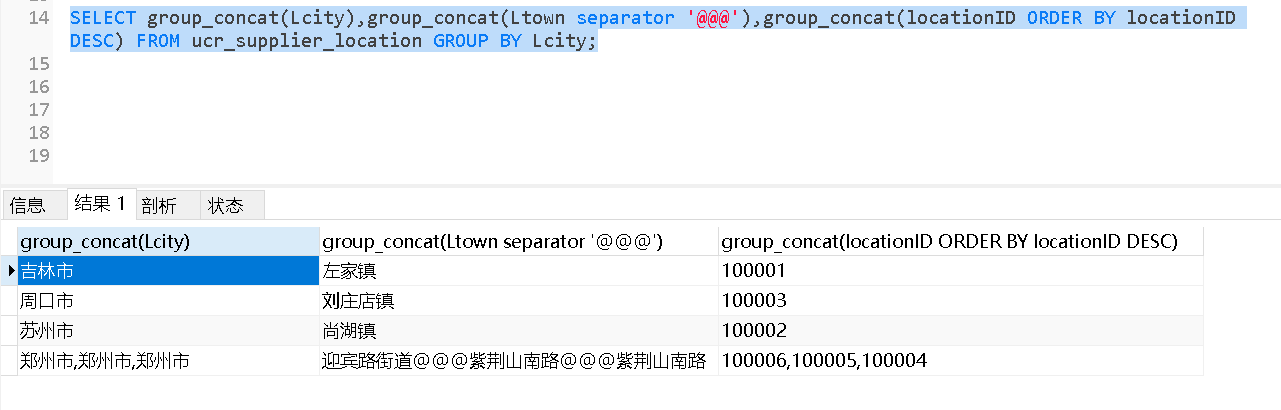 14 SELECT group_concat(Lcity),group_concat(Ltown separator '@@@'),group_concat(locationID ORDER BY locationID
DESC) FROM ucr_supplier_location GROUP BY Lcity;
15
16
17
18
19
信息 结果 1 剖析 状态
group_concat(Lcity) group_concat(Ltown separator '@@@') group_concat(locationID ORDER BY locationID DESC)
吉林市 左家镇 100001
周口市 刘庄店镇 100003
苏州市 尚湖镇 100002
郑州市,郑州市,郑州市 迎宾路街道@@@紫荆山南路@@@紫荆山南路 100006,100005,100004